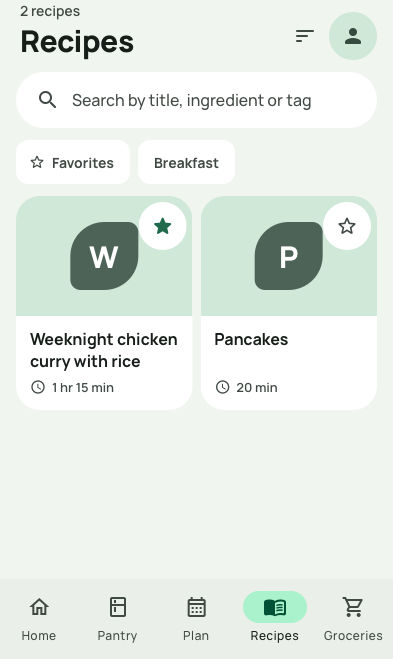 2 recipes
Recipes
Search by title, ingredient or tag
Favorites
Breakfast
W
P
Weeknight chicken
curry with rice
1 hr 15 min
Pancakes
20 min
Home
Pantry
Plan
Recipes
Groceries